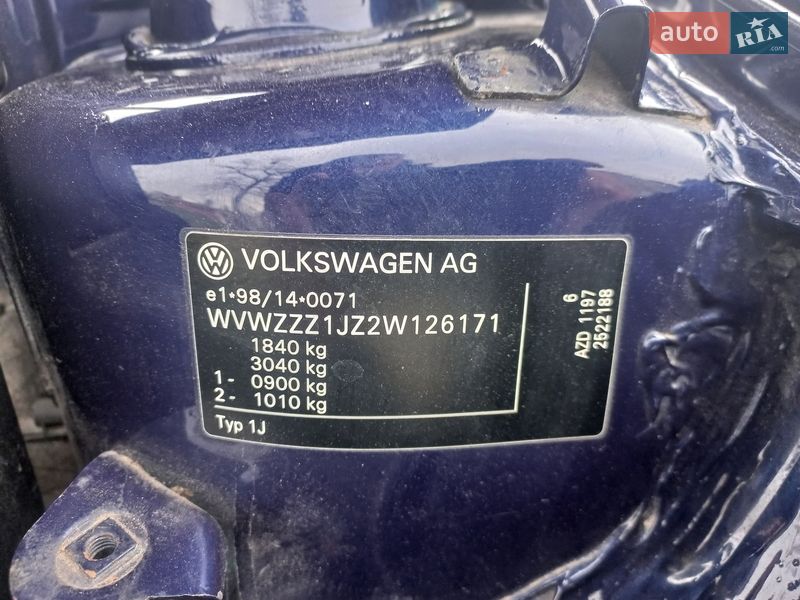 auto RIA
.com
VOLKSWAGEN AG
e1*98/14*0071
WVWZZZ1JZ2W126171
1840 kg
3040 kg
1- 0900 kg
2- 1010 kg
Typ 1J
6
AZD 1197
2522188